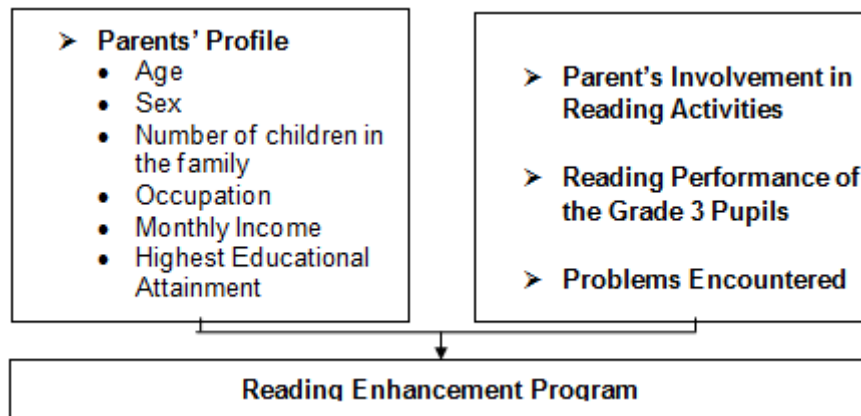 ➤ Parents' Profile
• Age
• Sex
• Number of children in
the family
• Occupation
• Monthly Income
• Highest Educational
Attainment
➤ Parent's Involvement in
Reading Activities
➤ Reading Performance of
the Grade 3 Pupils
➤ Problems Encountered
Reading Enhancement Program